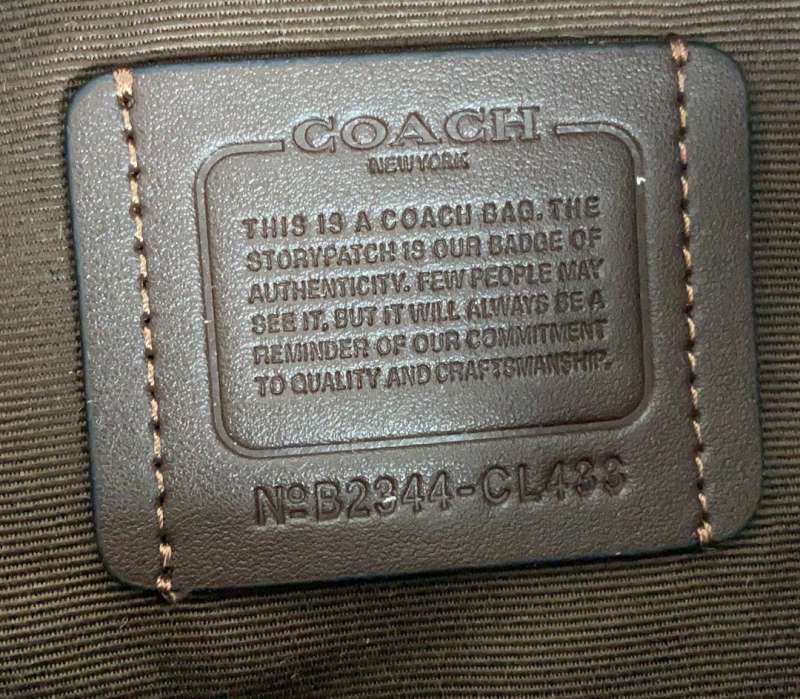 COACH
NEW YORK
THIS IS A COACH BAG. THE
STORYPATCH IS OUR BADGE OF
AUTHENTICITY. FEW PEOPLE MAY
SEE IT, BUT IT WILL ALWAYS BE A
REMINDER OF OUR COMMITMENT
TO QUALITY AND CRAFTSMANSHIP.
NºB2344-CL433